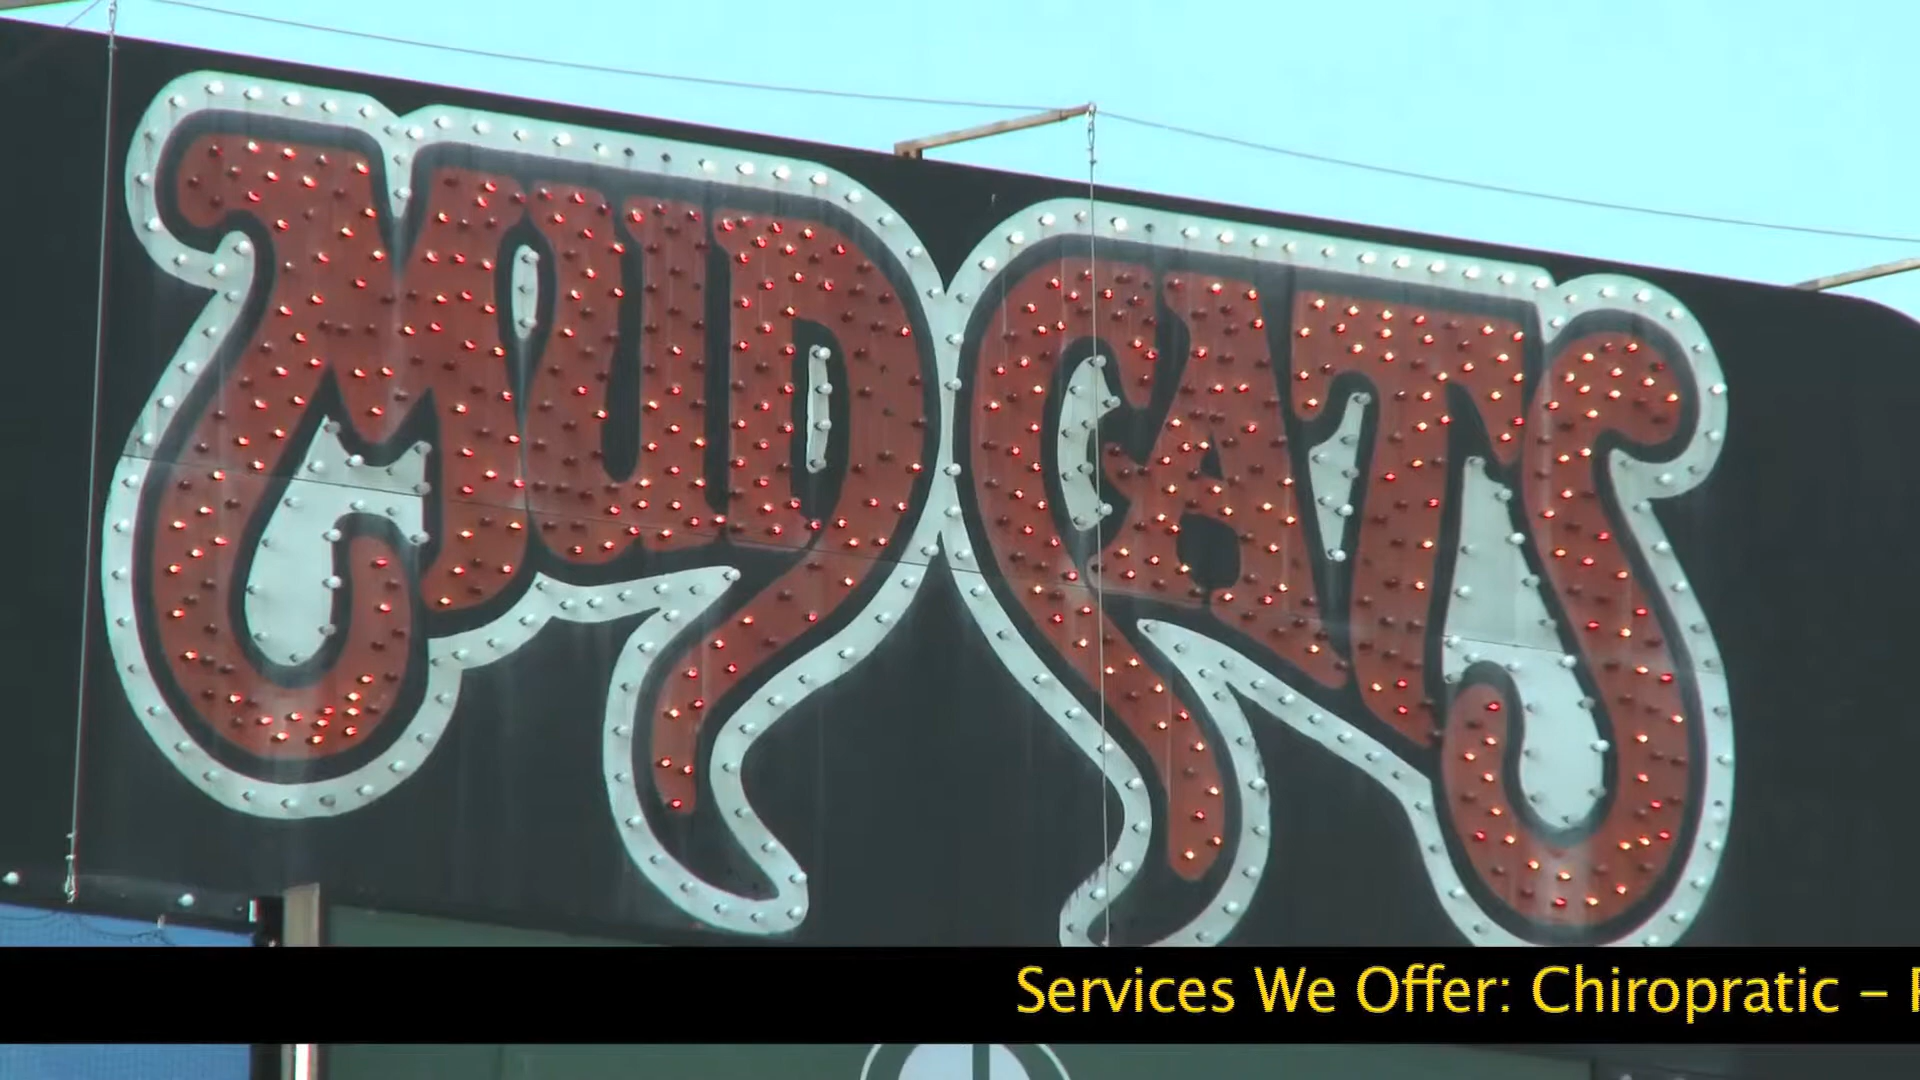 MUDCATS
Services We Offer: Chiropratic –